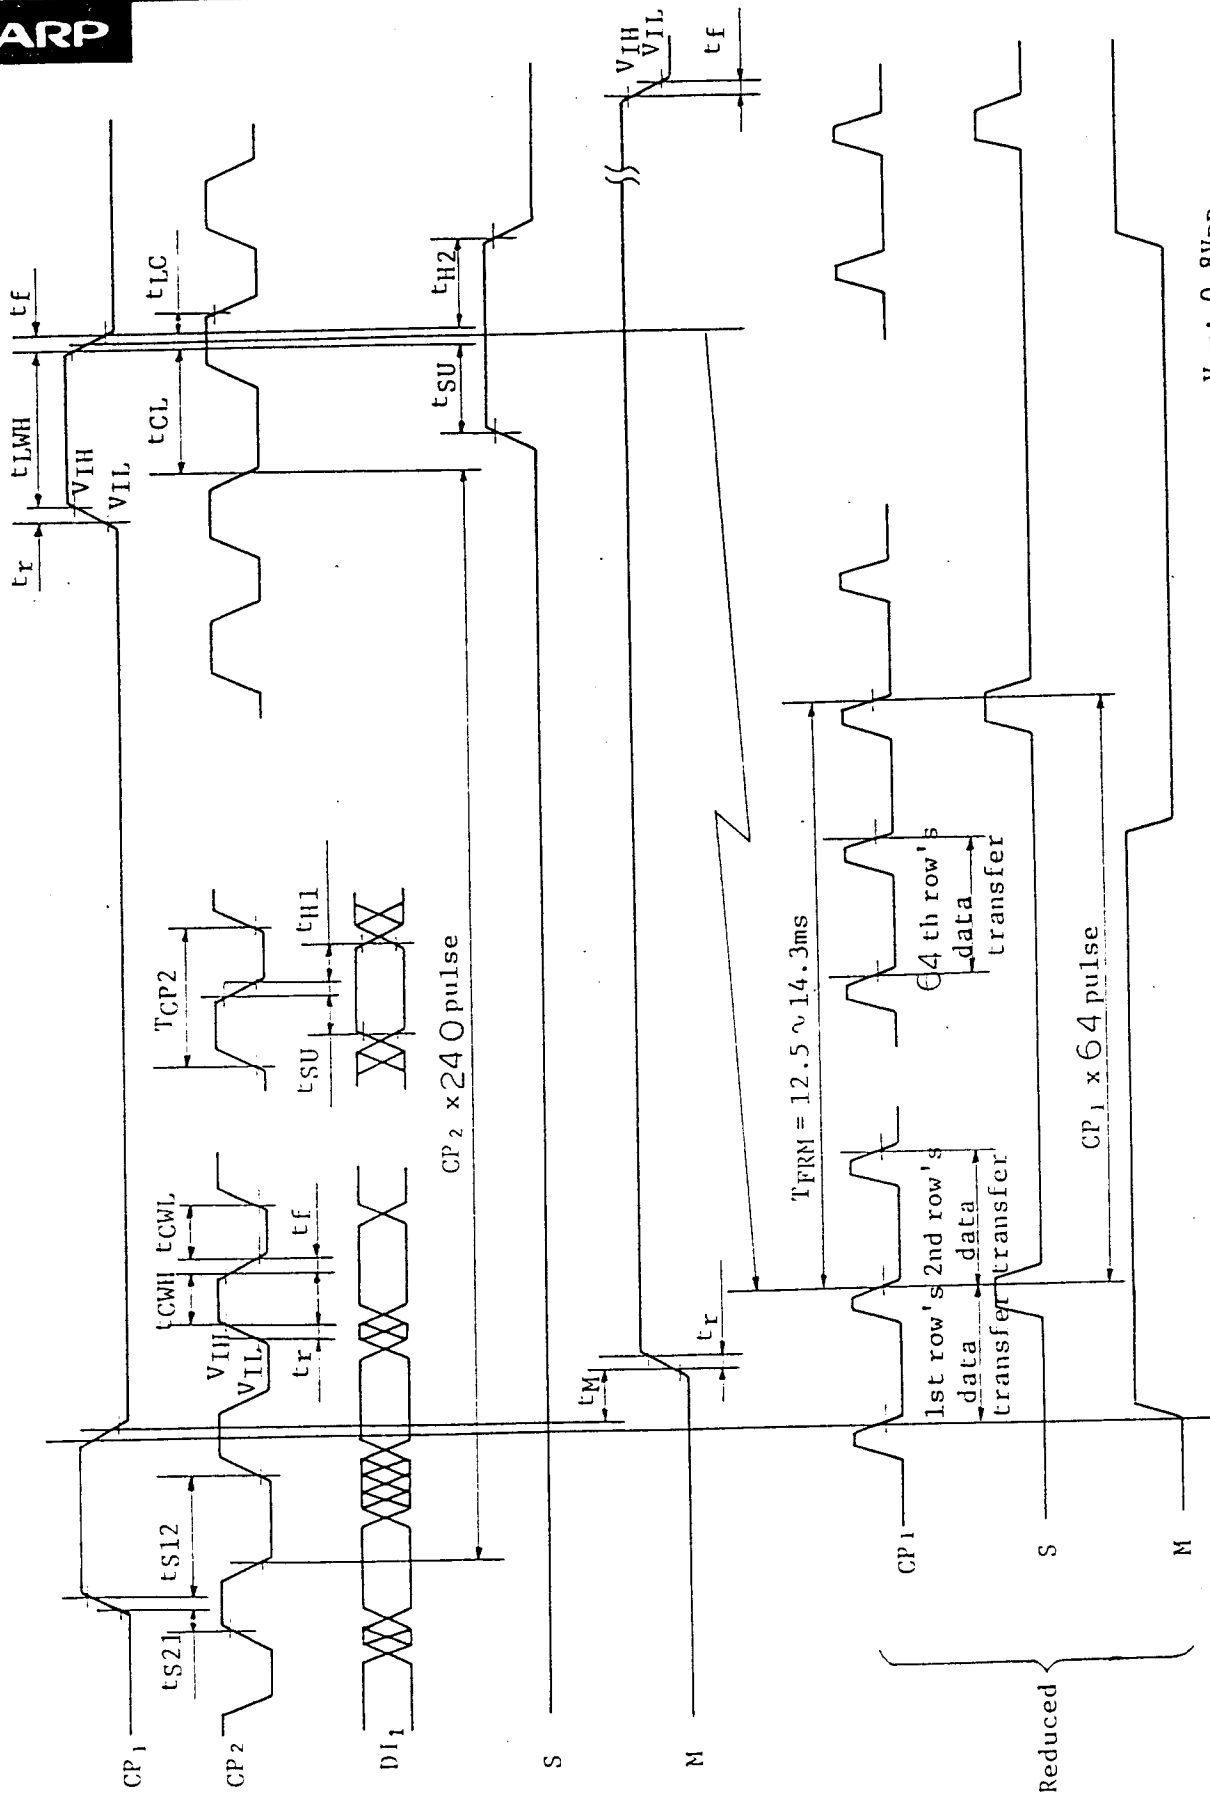 ARP
tr
tLWH
tf
VIH
VIL
CP1
tS21
tS12
tCWH
tCWL
TCP2
tCL
tLC
CP2
VIH
VIL
tr
tf
tSU
tH1
DI1
CP2 x 240 pulse
tSU
tH2
S
tM
tr
VIH
VIL
tf
M
TFRM = 12.5 ~ 14.3ms
CP1
1st row's
data
transfer
2nd row's
data
transfer
64 th row's
data
transfer
S
CP1 x 64 pulse
M
Reduced